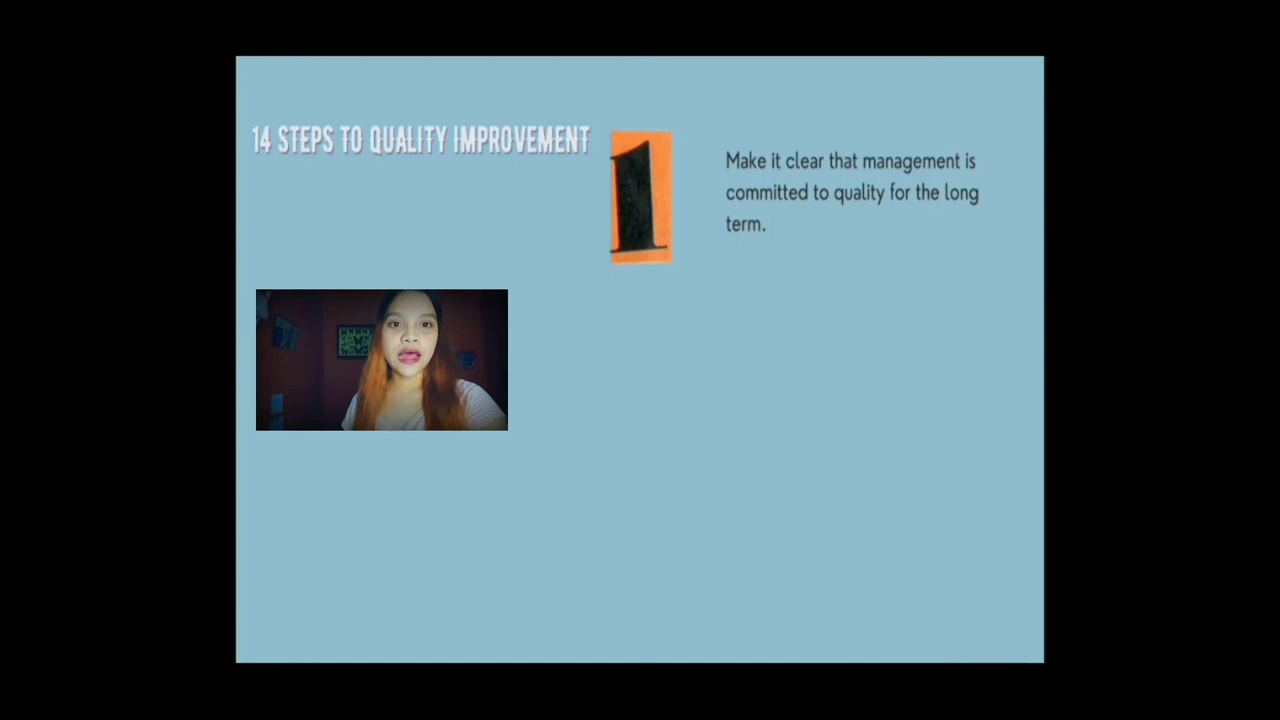 14 STEPS TO QUALITY IMPROVEMENT
1
Make it clear that management is
committed to quality for the long
term.